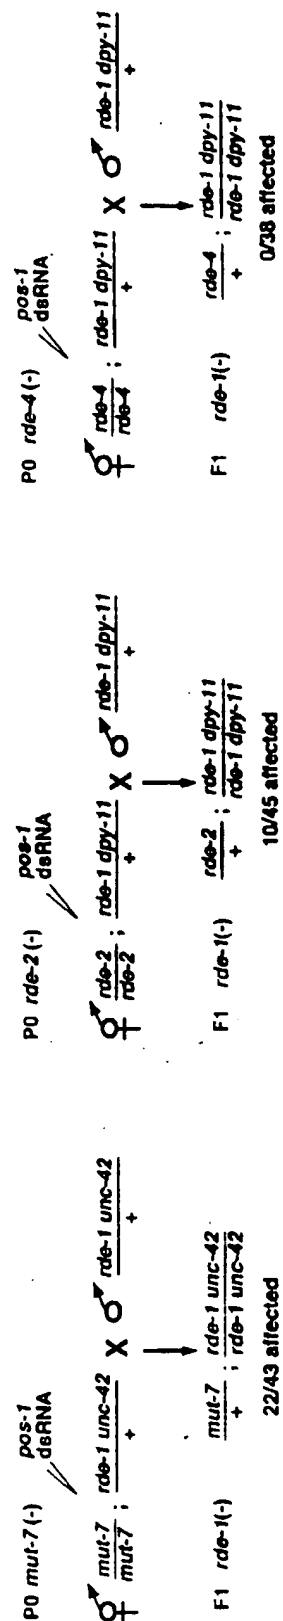 P0 mut-7 (-)
pos-1
dsRNA
mut-7
mut-7
;
rde-1 unc-42
+
X
rde-1 unc-42
+
F1 rde-1(-)
mut-7
+
;
rde-1 unc-42
rde-1 unc-42
22/43 affected
P0 rde-2 (-)
pos-1
dsRNA
rde-2
rde-2
;
rde-1 dpy-11
+
X
rde-1 dpy-11
+
F1 rde-1(-)
rde-2
+
;
rde-1 dpy-11
rde-1 dpy-11
10/45 affected
P0 rde-4 (-)
pos-1
dsRNA
rde-4
rde-4
;
rde-1 dpy-11
+
X
rde-1 dpy-11
+
F1 rde-1(-)
rde-4
+
;
rde-1 dpy-11
rde-1 dpy-11
0/38 affected